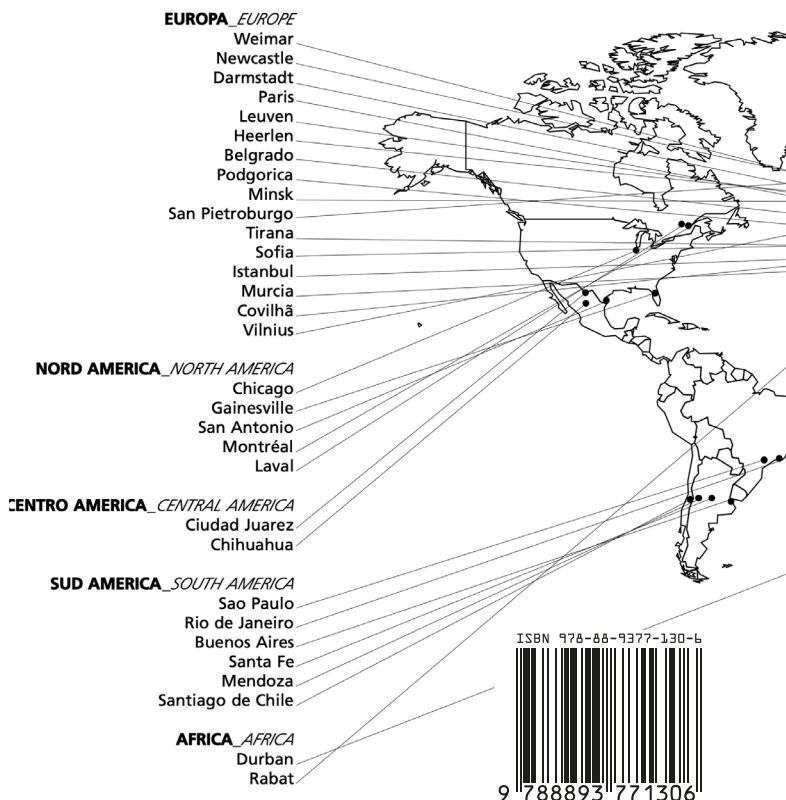 EUROPA_EUROPE
Weimar
Newcastle
Darmstadt
Paris
Leuven
Heerlen
Belgrado
Podgorica
Minsk
San Pietroburgo
Tirana
Sofia
Istanbul
Murcia
Covilhã
Vilnius
NORD AMERICA_NORTH AMERICA
Chicago
Gainesville
San Antonio
Montréal
Laval
CENTRO AMERICA_CENTRAL AMERICA
Ciudad Juarez
Chihuahua
SUD AMERICA_SOUTH AMERICA
Sao Paulo
Rio de Janeiro
Buenos Aires
Santa Fe
Mendoza
Santiago de Chile
AFRICA_AFRICA
Durban
Rabat
ISBN 978-88-9377-130-6
9 788893 771306